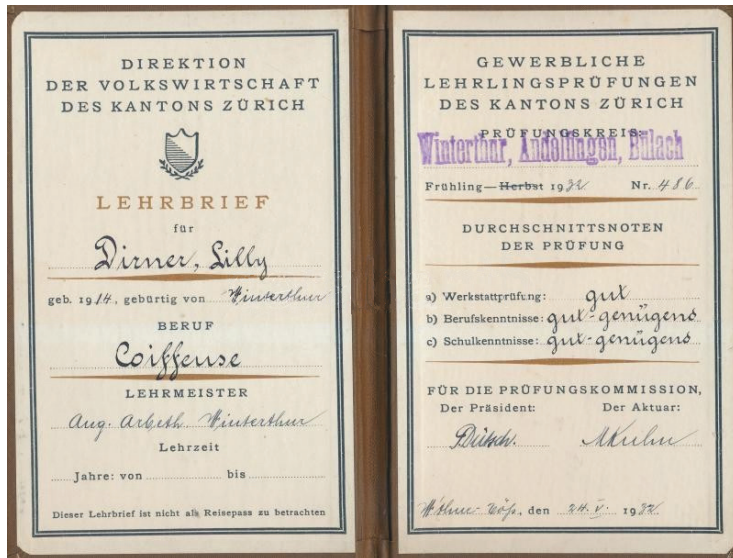 DIREKTION
DER VOLKSWIRTSCHAFT
DES KANTONS ZÜRICH
LEHRBRIEF
für
Dirner, Lilly
geb. 1914, gebürtig von Winterthur
BERUF
Coiffeuse
LEHRMEISTER
Aug. Arbeth Winterthur
Lehrzeit
Jahre: von bis
Dieser Lehrbrief ist nicht als Reisepass zu betrachten
GEWERBLICHE
LEHRLINGSPRÜFUNGEN
DES KANTONS ZÜRICH
PRÜFUNGSKREIS:
Winterthur, Andelfingen, Bülach
Frühling—Herbst 1932 Nr. 486
DURCHSCHNITTSNOTEN
DER PRÜFUNG
a) Werkstattprüfung: gut
b) Berufskenntnisse: gut-genügend
c) Schulkenntnisse: gut-genügend
FÜR DIE PRÜFUNGSKOMMISSION,
Der Präsident: Der Aktuar:
den 24. V. 1932